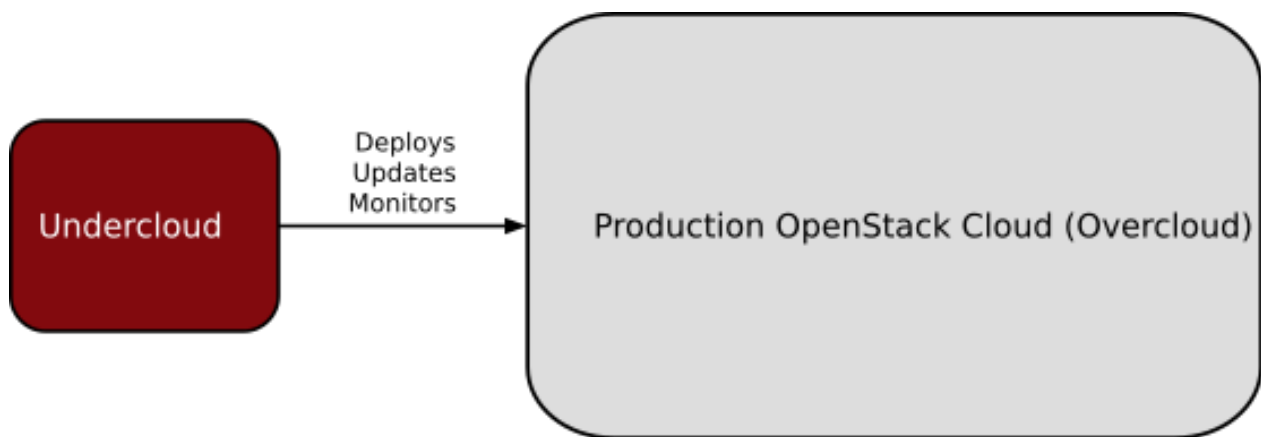 Undercloud
Deploys
Updates
Monitors
Production OpenStack Cloud (Overcloud)